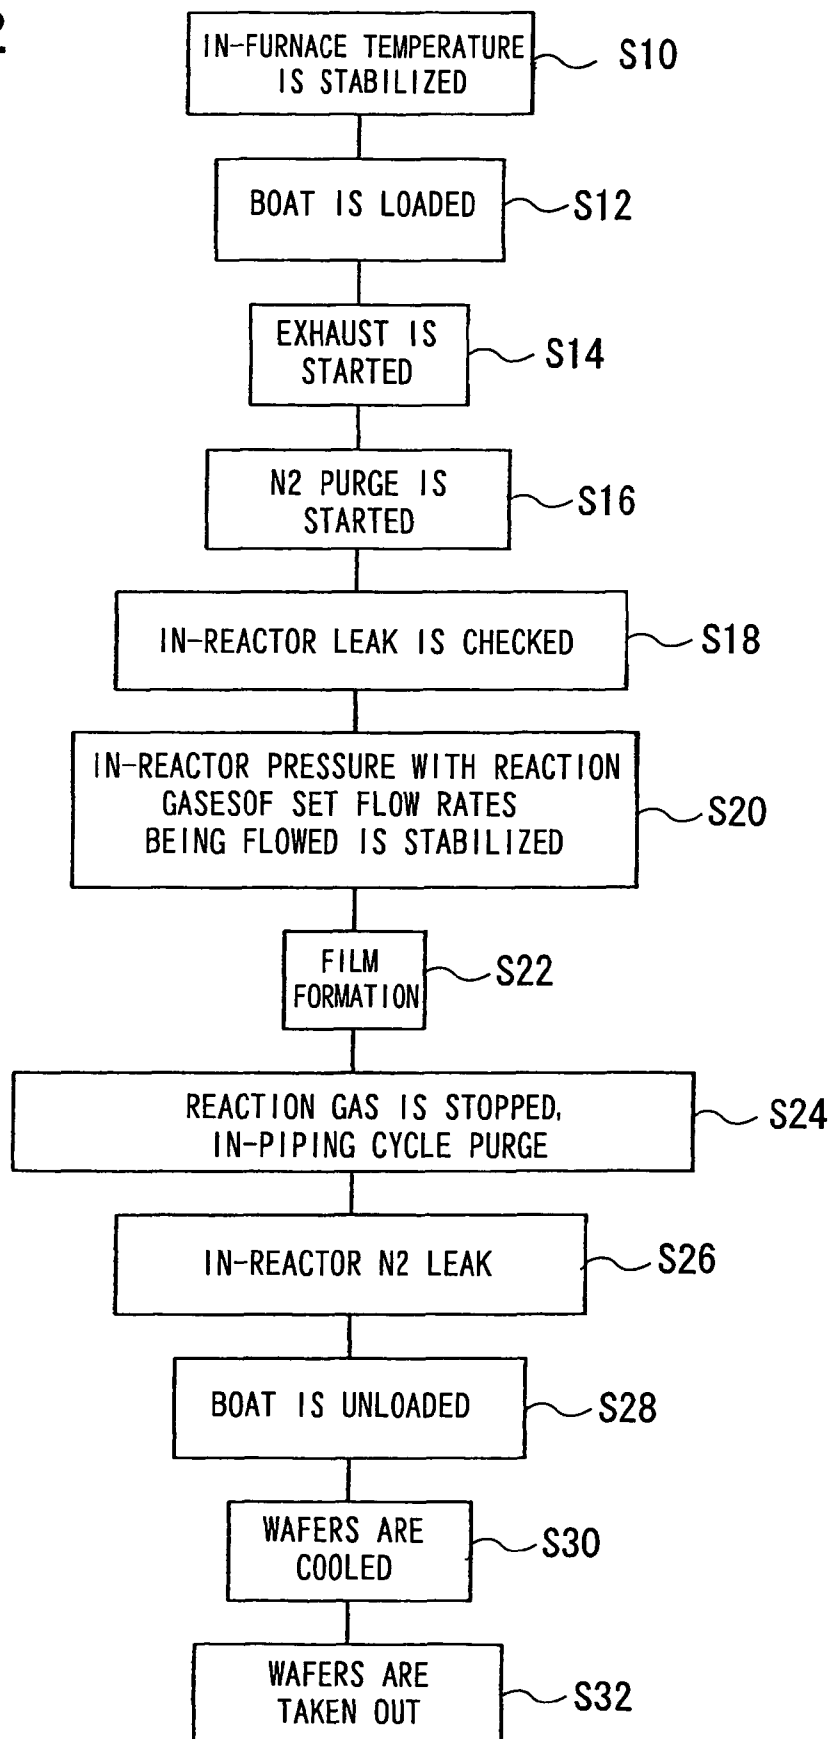 2
IN-FURNACE TEMPERATURE
IS STABILIZED
S10
BOAT IS LOADED
S12
EXHAUST IS
STARTED
S14
N2 PURGE IS
STARTED
S16
IN-REACTOR LEAK IS CHECKED
S18
IN-REACTOR PRESSURE WITH REACTION
GASESOF SET FLOW RATES
BEING FLOWED IS STABILIZED
S20
FILM
FORMATION
S22
REACTION GAS IS STOPPED,
IN-PIPING CYCLE PURGE
S24
IN-REACTOR N2 LEAK
S26
BOAT IS UNLOADED
S28
WAFERS ARE
COOLED
S30
WAFERS ARE
TAKEN OUT
S32